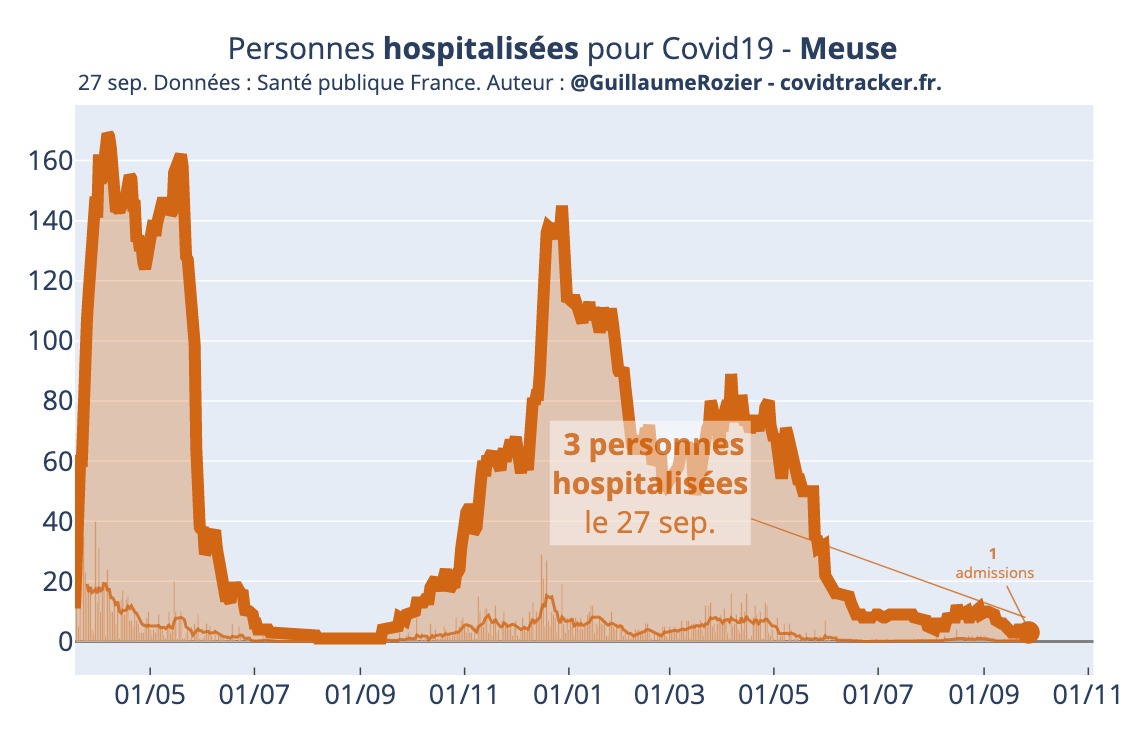 Personnes hospitalisées pour Covid19 - Meuse
27 sep. Données : Santé publique France. Auteur : @GuillaumeRozier - covidtracker.fr.
160
140
120
100
80
60
40
20
0
3 personnes
hospitalisées
le 27 sep.
1
admissions
01/05 01/07 01/09 01/11 01/01 01/03 01/05 01/07 01/09 01/11